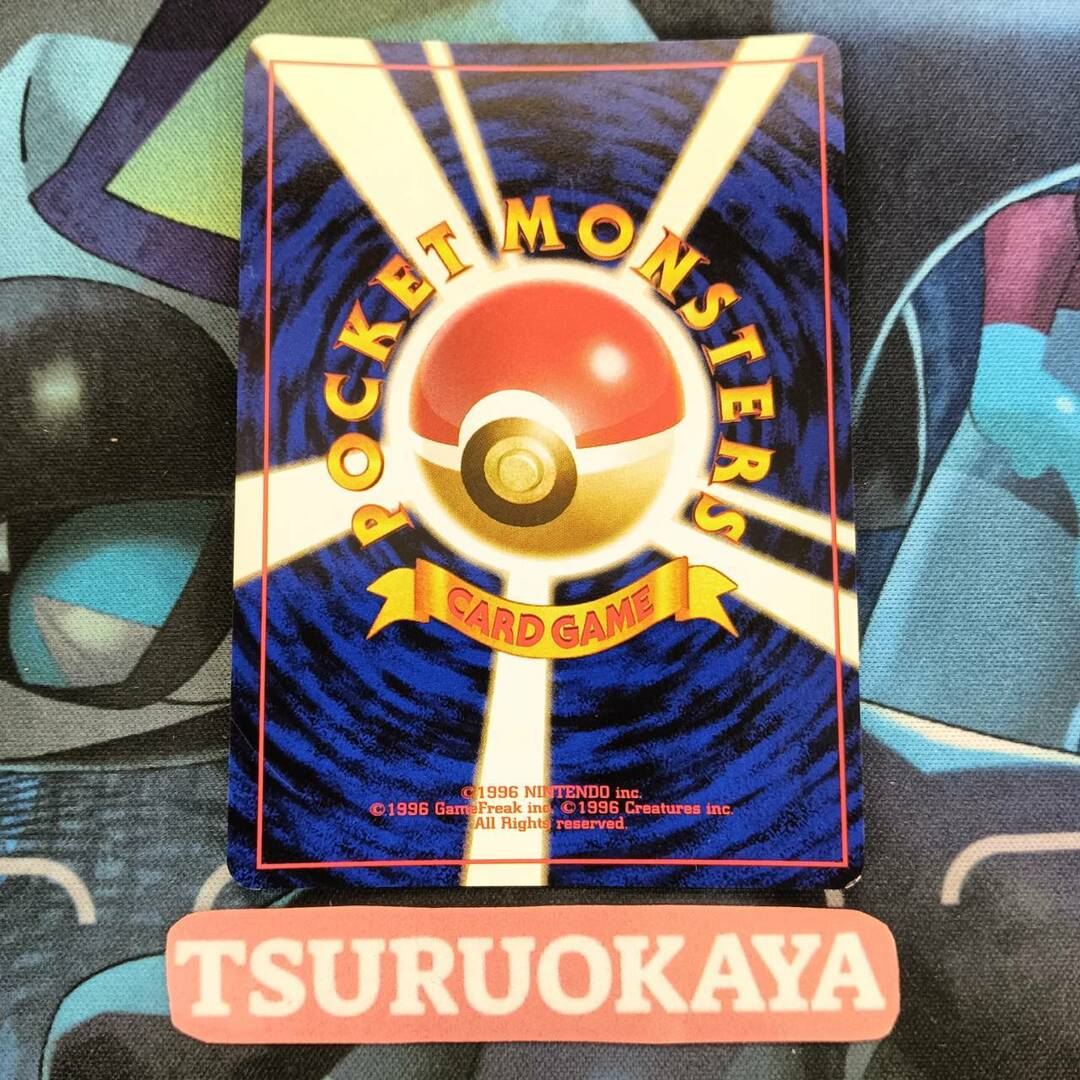 POCKET MONSTERS
CARD GAME
©1996 NINTENDO inc.
©1996 GameFreak inc. ©1996 Creatures inc.
All Rights reserved.
TSURUOKAYA